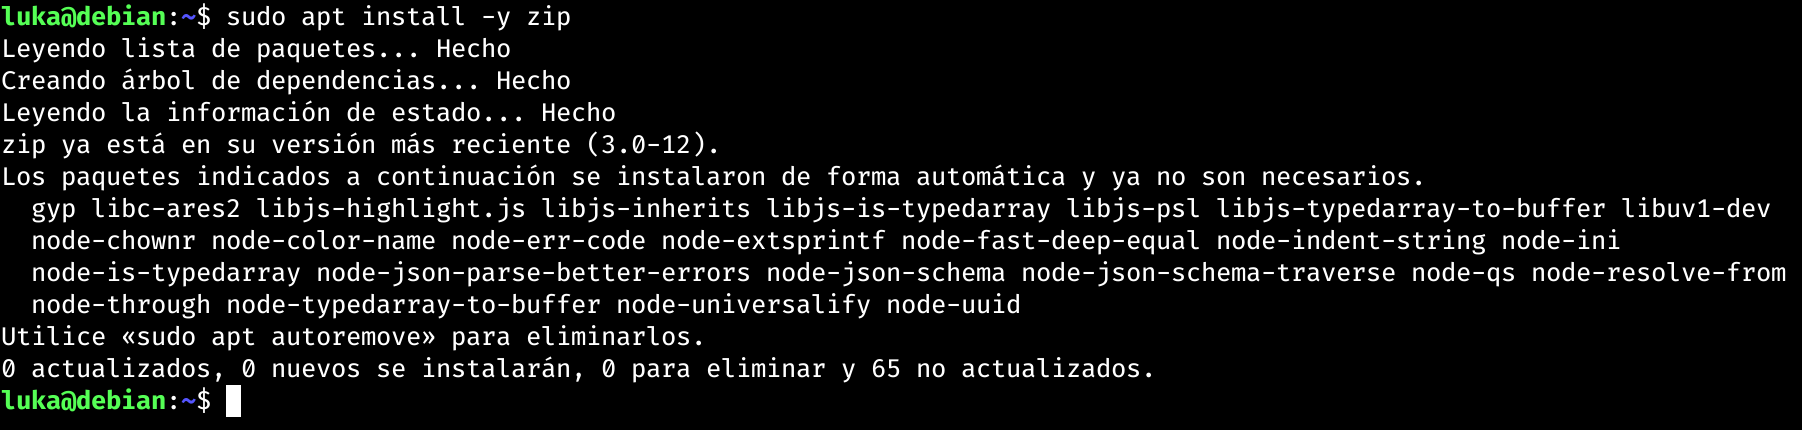 luka@debian:~$ sudo apt install -y zip
Leyendo lista de paquetes... Hecho
Creando árbol de dependencias... Hecho
Leyendo la información de estado... Hecho
zip ya está en su versión más reciente (3.0-12).
Los paquetes indicados a continuación se instalaron de forma automática y ya no son necesarios.
  gyp libc-ares2 libjs-highlight.js libjs-inherits libjs-is-typedarray libjs-psl libjs-typedarray-to-buffer libuv1-dev
  node-chownr node-color-name node-err-code node-extsprintf node-fast-deep-equal node-indent-string node-ini
  node-is-typedarray node-json-parse-better-errors node-json-schema node-json-schema-traverse node-qs node-resolve-from
  node-through node-typedarray-to-buffer node-universalify node-uuid
Utilice «sudo apt autoremove» para eliminarlos.
0 actualizados, 0 nuevos se instalarán, 0 para eliminar y 65 no actualizados.
luka@debian:~$